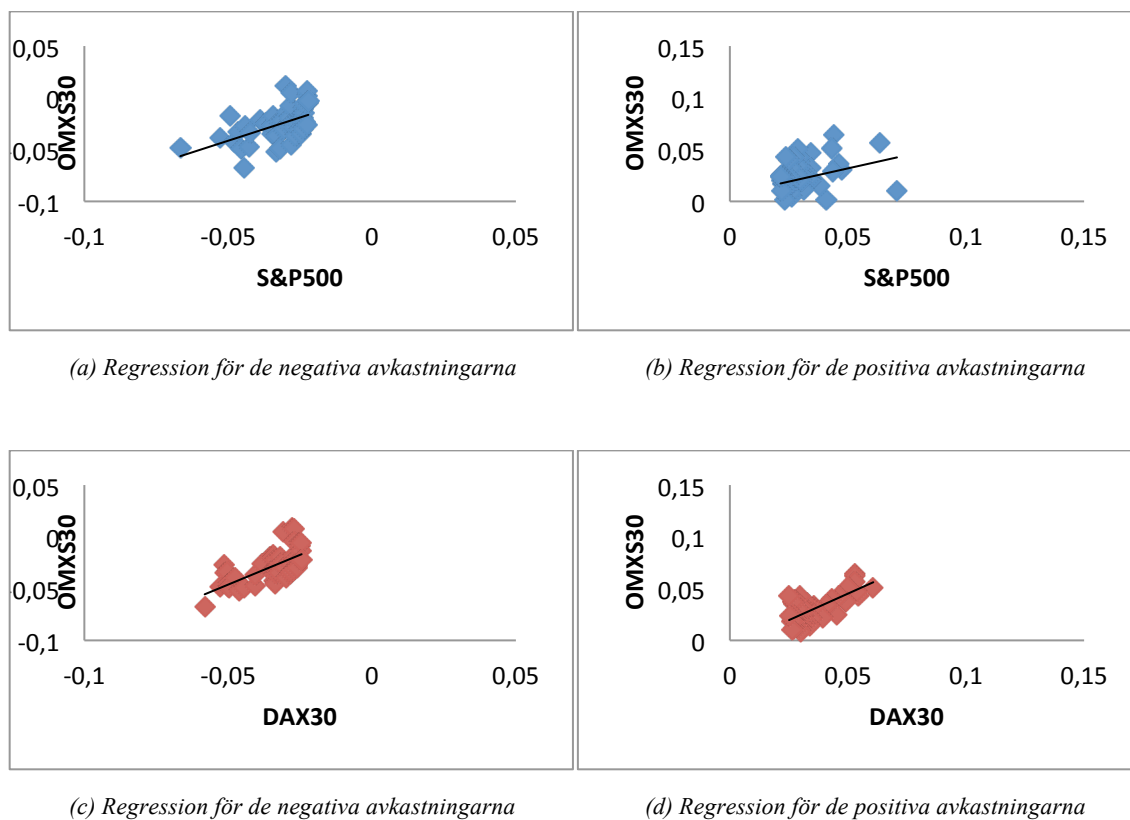 0,05
0
-0,05
-0,1
OMXS30
-0,1 -0,05 0 0,05
S&P500
0,15
0,1
0,05
0
OMXS30
0 0,05 0,1 0,15
S&P500
(a) Regression för de negativa avkastningarna
(b) Regression för de positiva avkastningarna
0,05
0
-0,05
-0,1
OMXS30
-0,1 -0,05 0 0,05
DAX30
0,15
0,1
0,05
0
OMXS30
0 0,05 0,1 0,15
DAX30
(c) Regression för de negativa avkastningarna
(d) Regression för de positiva avkastningarna